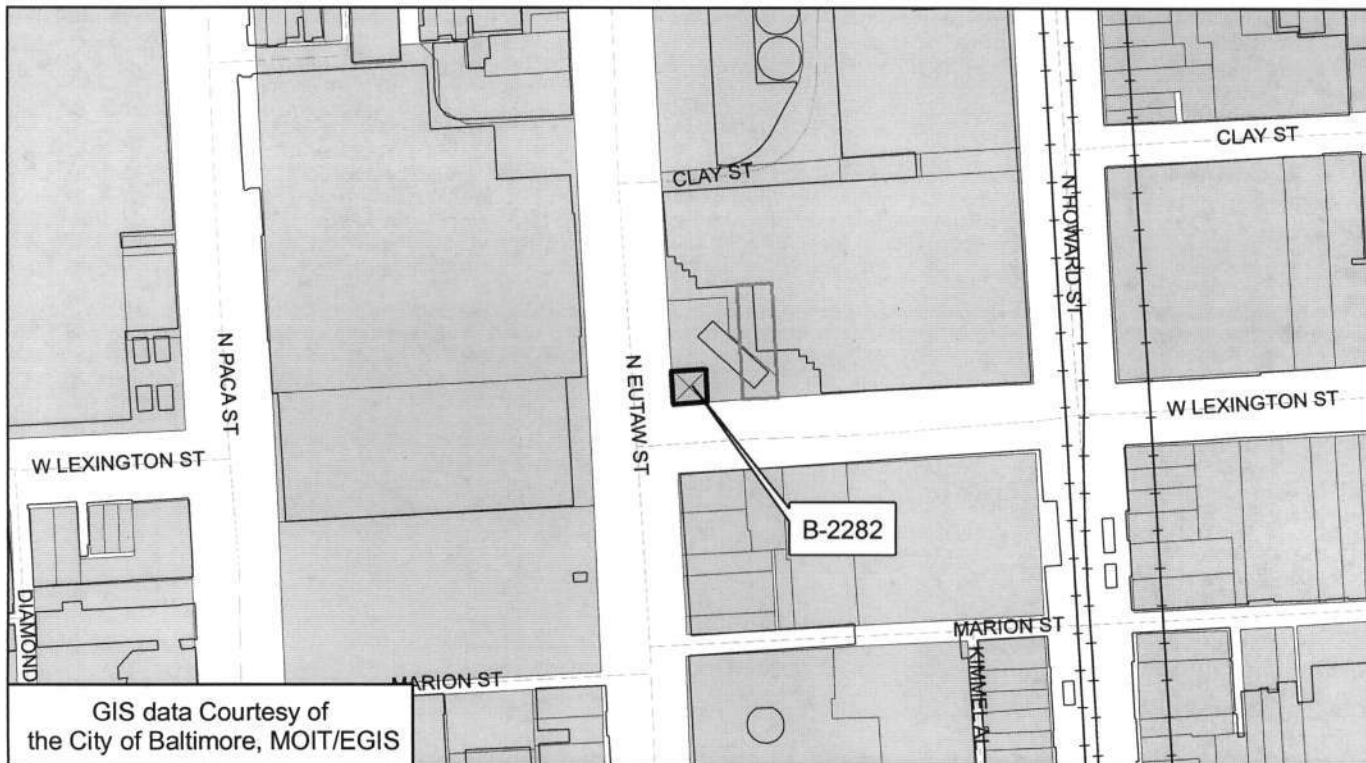 CLAY ST
CLAY ST
N HOWARD ST
N PACA ST
N EUTAW ST
W LEXINGTON ST
W LEXINGTON ST
B-2282
DIAMOND
MARION ST
MARION ST
KIMMEL AL
GIS data Courtesy of
the City of Baltimore, MOIT/EGIS